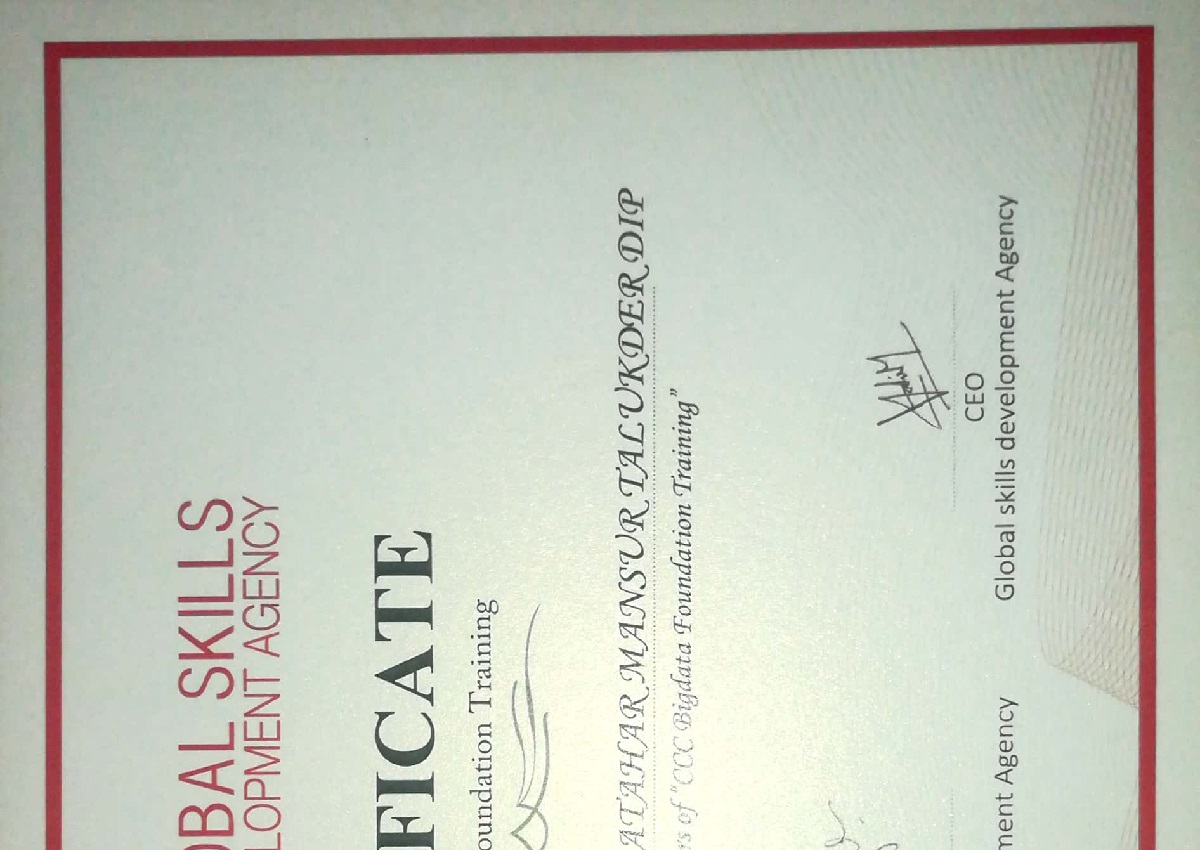 OBAL SKILLS
LOPMENT AGENCY
FICATE
oundation Training
ATAHAR MANSUR TALUKDER DIP
rs of "CCC Bigdata Foundation Training"
CEO
Global skills development Agency
ment Agency